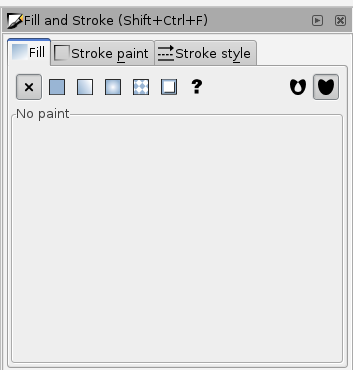 Fill and Stroke (Shift+Ctrl+F)
Fill Stroke paint Stroke style
?
No paint